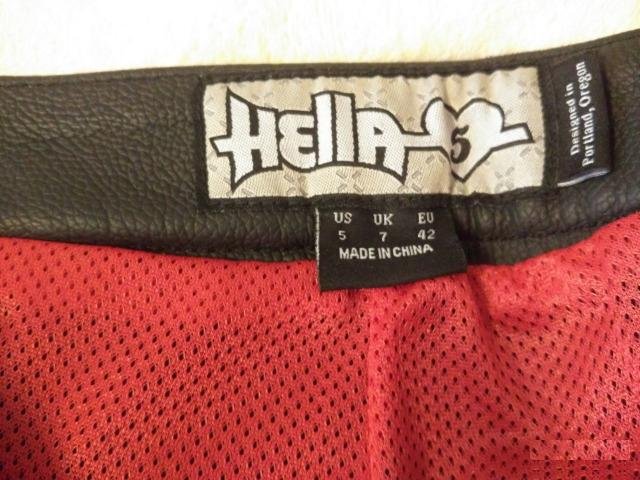 HellA 5
Designed in
Portland, Oregon
US UK EU
5 7 42
MADE IN CHINA